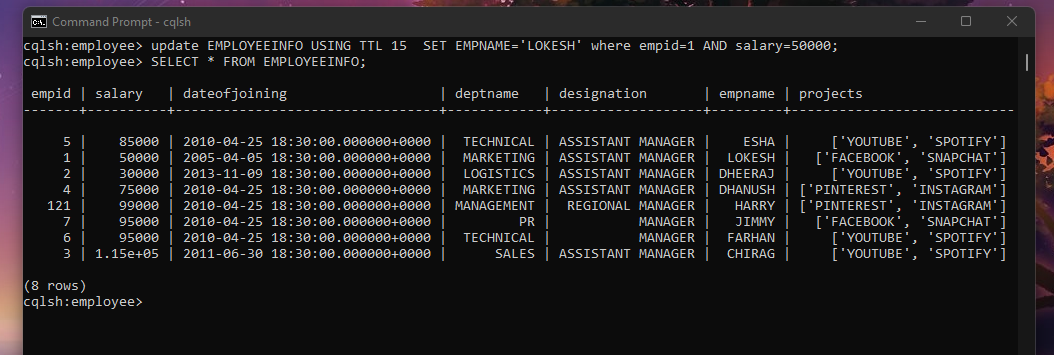 Command Prompt - cqlsh
cqlsh:employee> update EMPLOYEEINFO USING TTL 15  SET EMPNAME='LOKESH' where empid=1 AND salary=50000;
cqlsh:employee> SELECT * FROM EMPLOYEEINFO;
 empid | salary   | dateofjoining                   | deptname   | designation       | empname | projects
-------+----------+---------------------------------+------------+-------------------+---------+----------------------------
     5 |    85000 | 2010-04-25 18:30:00.000000+0000 |  TECHNICAL | ASSISTANT MANAGER |    ESHA |     ['YOUTUBE', 'SPOTIFY']
     1 |    50000 | 2005-04-05 18:30:00.000000+0000 |  MARKETING | ASSISTANT MANAGER |  LOKESH |   ['FACEBOOK', 'SNAPCHAT']
     2 |    30000 | 2013-11-09 18:30:00.000000+0000 |  LOGISTICS | ASSISTANT MANAGER | DHEERAJ |     ['YOUTUBE', 'SPOTIFY']
     4 |    75000 | 2010-04-25 18:30:00.000000+0000 |  MARKETING | ASSISTANT MANAGER | DHANUSH | ['PINTEREST', 'INSTAGRAM']
   121 |    99000 | 2010-04-25 18:30:00.000000+0000 | MANAGEMENT |  REGIONAL MANAGER |   HARRY | ['PINTEREST', 'INSTAGRAM']
     7 |    95000 | 2010-04-25 18:30:00.000000+0000 |         PR |           MANAGER |   JIMMY |   ['FACEBOOK', 'SNAPCHAT']
     6 |    95000 | 2010-04-25 18:30:00.000000+0000 |  TECHNICAL |           MANAGER |  FARHAN |     ['YOUTUBE', 'SPOTIFY']
     3 | 1.15e+05 | 2011-06-30 18:30:00.000000+0000 |      SALES | ASSISTANT MANAGER |  CHIRAG |     ['YOUTUBE', 'SPOTIFY']
(8 rows)
cqlsh:employee>